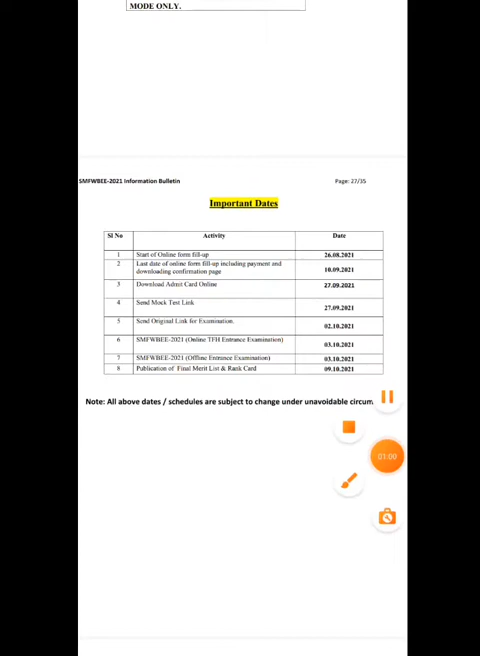 MODE ONLY.
SMFWBEE-2021 Information Bulletin Page: 27/35
Important Dates
Sl No Activity Date
1 Start of Online form fill-up 26.08.2021
2 Last date of online form fill-up including payment and
downloading confirmation page 10.09.2021
3 Download Admit Card Online 27.09.2021
4 Send Mock Test Link 27.09.2021
5 Send Original Link for Examination. 02.10.2021
6 SMFWBEE-2021 (Online TFH Entrance Examination) 03.10.2021
7 SMFWBEE-2021 (Offline Entrance Examination) 03.10.2021
8 Publication of Final Merit List & Rank Card 09.10.2021
Note: All above dates / schedules are subject to change under unavoidable circum
01:00